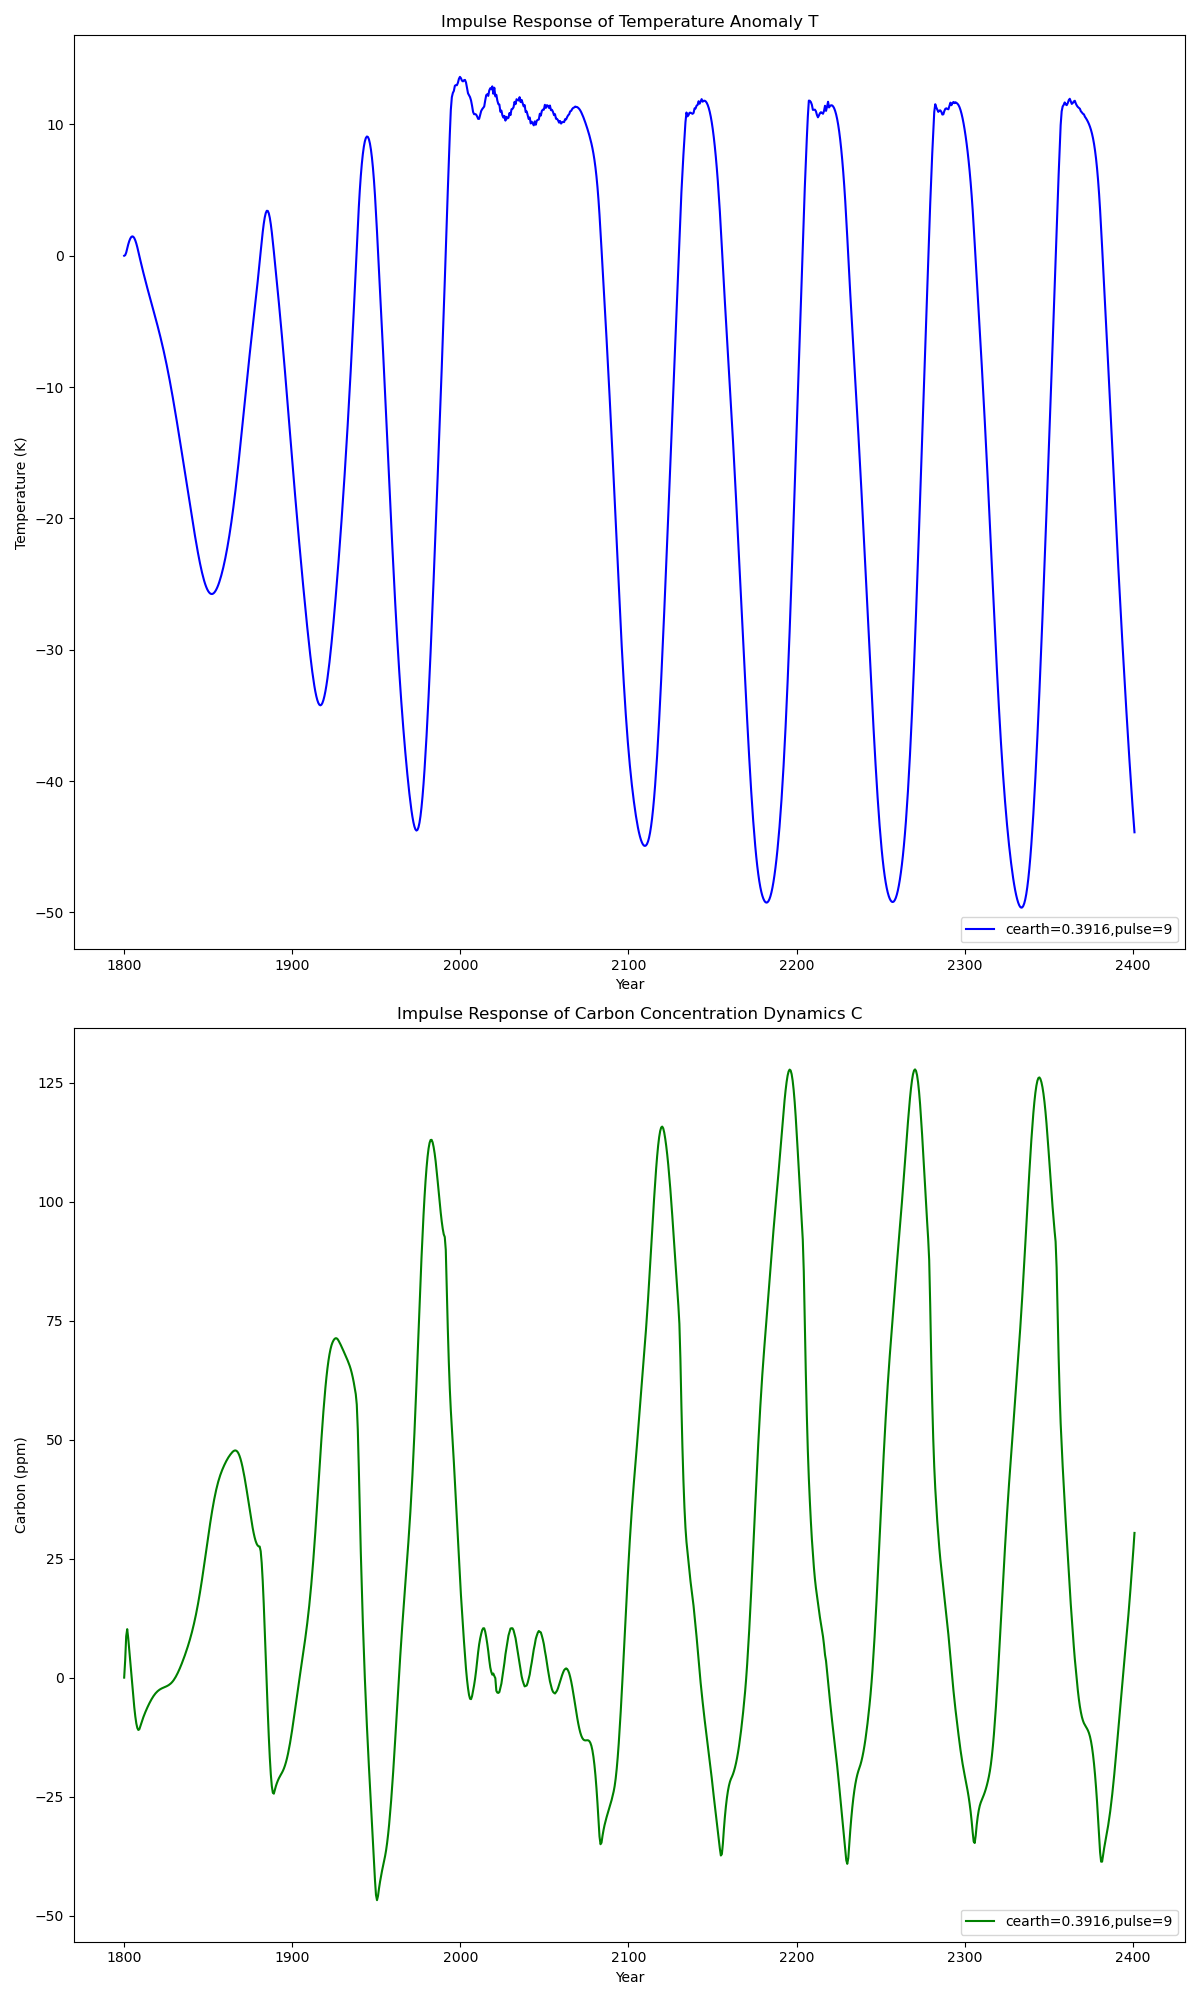 Impulse Response of Temperature Anomaly T
Temperature (K)
10
0
−10
−20
−30
−40
−50
cearth=0.3916,pulse=9
1800 1900 2000 2100 2200 2300 2400
Year
Impulse Response of Carbon Concentration Dynamics C
Carbon (ppm)
125
100
75
50
25
0
−25
−50
cearth=0.3916,pulse=9
1800 1900 2000 2100 2200 2300 2400
Year